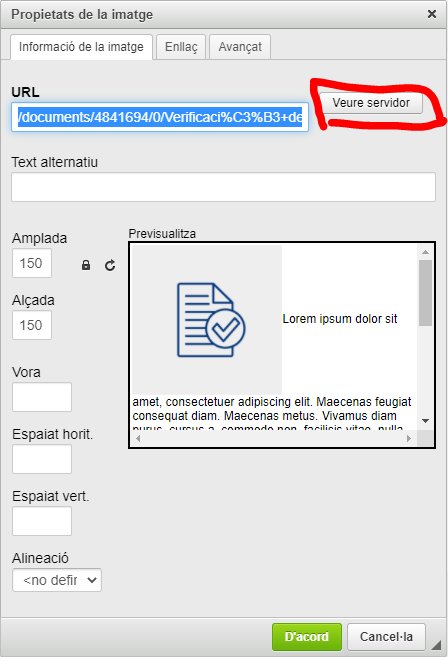 Propietats de la imatge
Informació de la imatge
Enllaç
Avançat
URL
Veure servidor
/documents/4841694/0/Verificaci%C3%B3+de
Text alternatiu
Amplada
150
Alçada
150
Vora
Espaiat horit.
Espaiat vert.
Alineació
<no defir
Previsualitza
Lorem ipsum dolor sit
amet, consectetuer adipiscing elit. Maecenas feugiat
consequat diam. Maecenas metus. Vivamus diam
purus, cursus a, commodo non, facilisis vitae, nulla
D'acord
Cancel·la